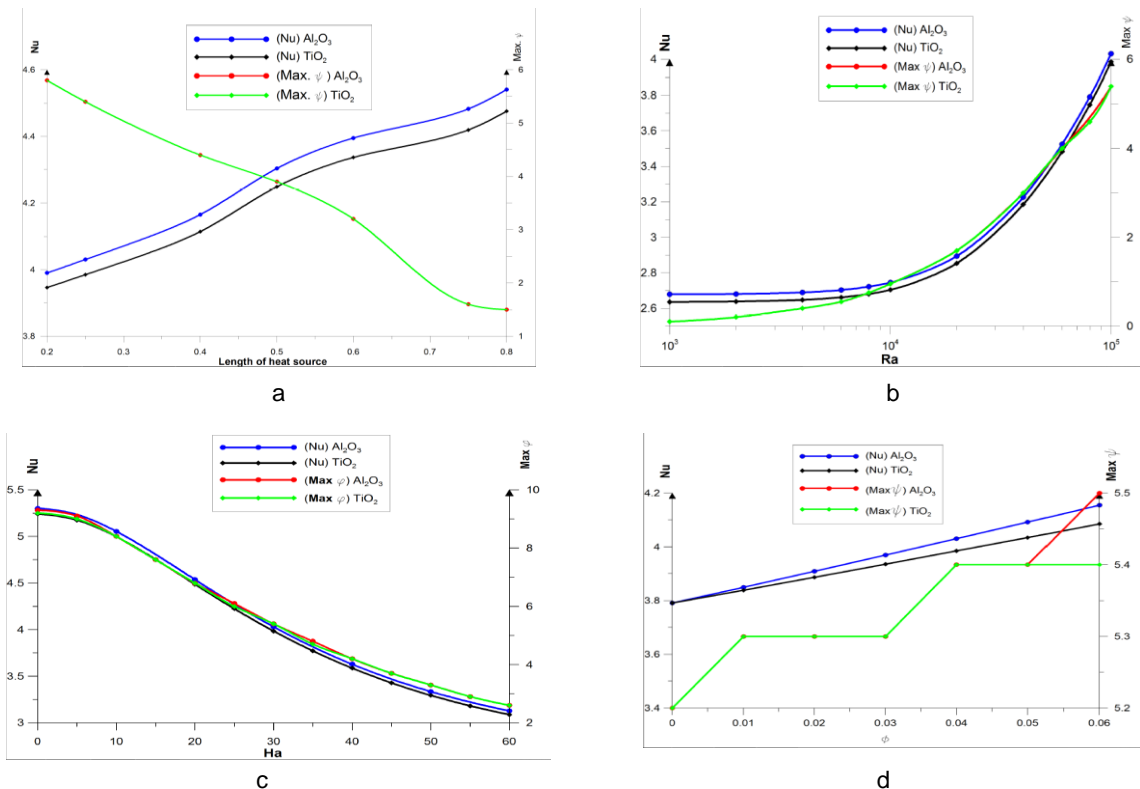 Nu
Max. ψ
(Nu) Al₂O₃
(Nu) TiO₂
(Max. ψ ) Al₂O₃
(Max. ψ) TiO₂
4.6
4.4
4.2
4
3.8
6
5
4
3
2
1
0.2 0.3 0.4 0.5 0.6 0.7 0.8
Length of heat source
a
Nu
Max ψ
(Nu) Al₂O₃
(Nu) TiO₂
(Max ψ) Al₂O₃
(Max ψ) TiO₂
4
3.8
3.6
3.4
3.2
3
2.8
2.6
6
4
2
0
10³ 10⁴ 10⁵
Ra
b
Nu
Max φ
(Nu) Al₂O₃
(Nu) TiO₂
(Max φ) Al₂O₃
(Max φ) TiO₂
5.5
5
4.5
4
3.5
3
10
8
6
4
2
0 10 20 30 40 50 60
Ha
c
Nu
Max ψ
(Nu) Al₂O₃
(Nu) TiO₂
(Max ψ) Al₂O₃
(Max ψ) TiO₂
4.2
4
3.8
3.6
3.4
5.5
5.4
5.3
5.2
0 0.01 0.02 0.03 0.04 0.05 0.06
φ
d